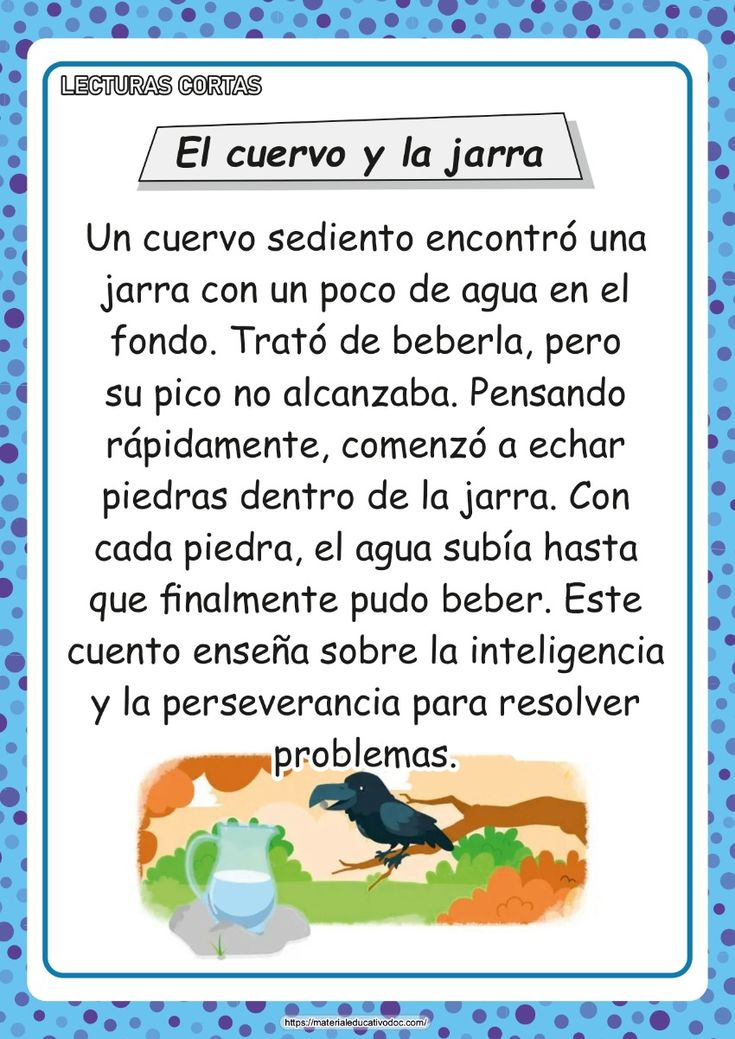 LECTURAS CORTAS
El cuervo y la jarra
Un cuervo sediento encontró una
jarra con un poco de agua en el
fondo. Trató de beberla, pero
su pico no alcanzaba. Pensando
rápidamente, comenzó a echar
piedras dentro de la jarra. Con
cada piedra, el agua subía hasta
que finalmente pudo beber. Este
cuento enseña sobre la inteligencia
y la perseverancia para resolver
problemas.
https://materialeducativodoc.com/